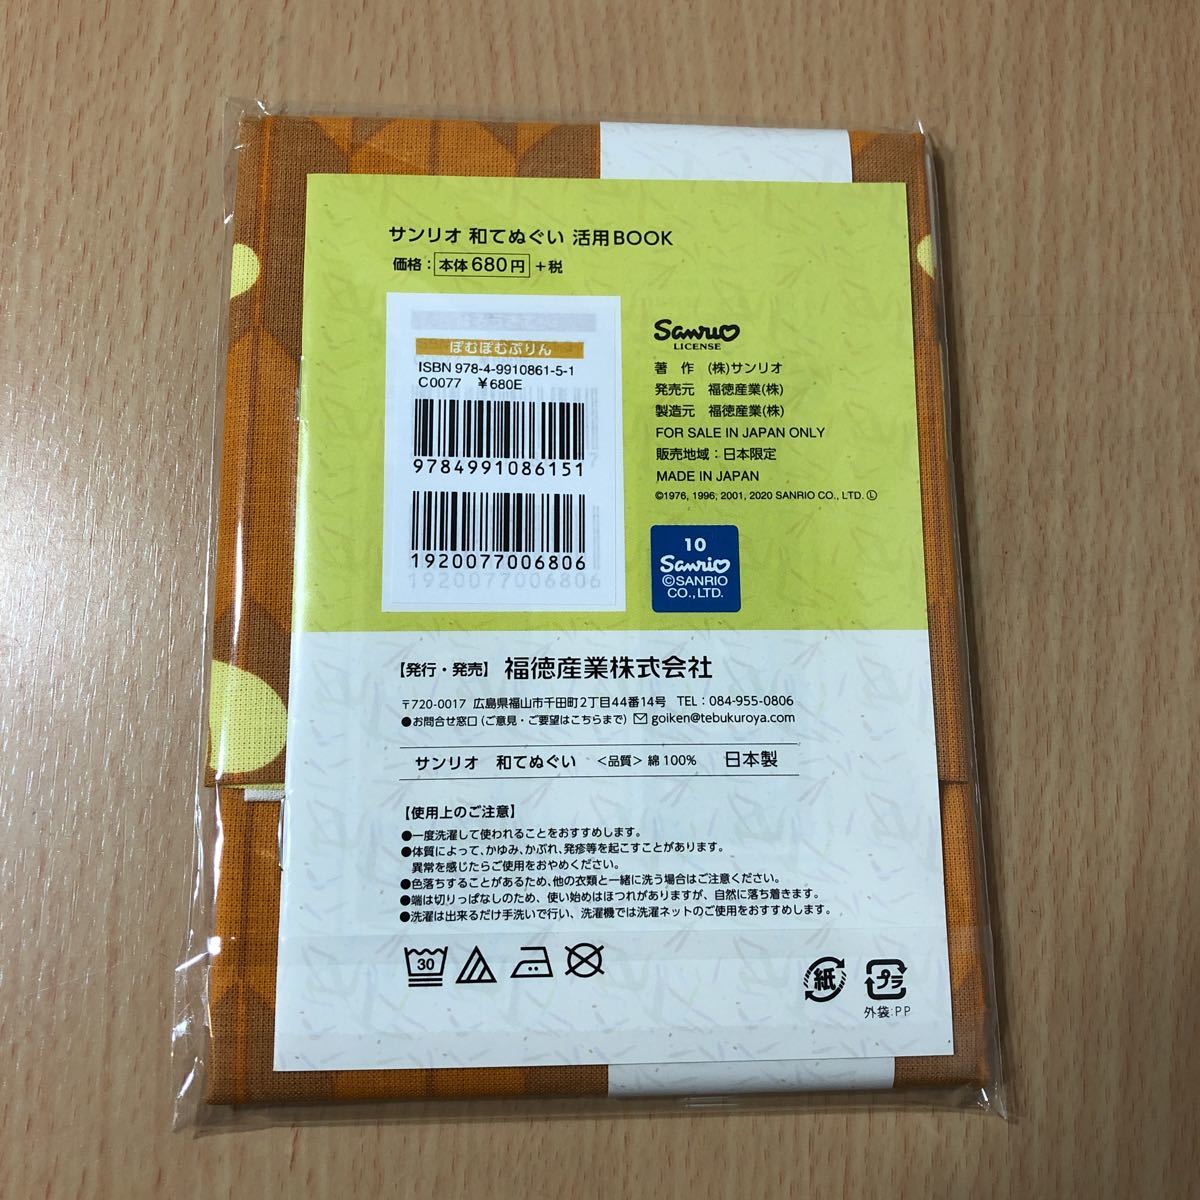 サンリオ 和てぬぐい 活用BOOK
価格：本体680円 +税
ぽむぽむぷりん
ISBN 978-4-9910861-5-1
C0077 ¥680E
9784991086151
1920077006806
1920077006806
Sanrio
LICENSE
著 作 (株)サンリオ
発売元 福徳産業(株)
製造元 福徳産業(株)
FOR SALE IN JAPAN ONLY
販売地域：日本限定
MADE IN JAPAN
©1976, 1996, 2001, 2020 SANRIO CO., LTD. Ⓛ
10
Sanrio
©SANRIO
CO.,LTD.
【発行・発売】 福徳産業株式会社
〒720-0017 広島県福山市千田町2丁目44番14号 TEL：084-955-0806
●お問合せ窓口（ご意見・ご要望はこちらまで）goiken@tebukuroya.com
サンリオ 和てぬぐい ＜品質＞綿100% 日本製
【使用上のご注意】
●一度洗濯して使われることをおすすめします。
●体質によって、かゆみ、かぶれ、発疹等を起こすことがあります。
異常を感じたらご使用をおやめください。
●色落ちすることがあるため、他の衣類と一緒に洗う場合はご注意ください。
●端は切りっぱなしのため、使い始めはほつれがありますが、自然に落ち着きます。
●洗濯は出来るだけ手洗いで行い、洗濯機では洗濯ネットのご使用をおすすめします。
30
紙
プラ
外袋:PP